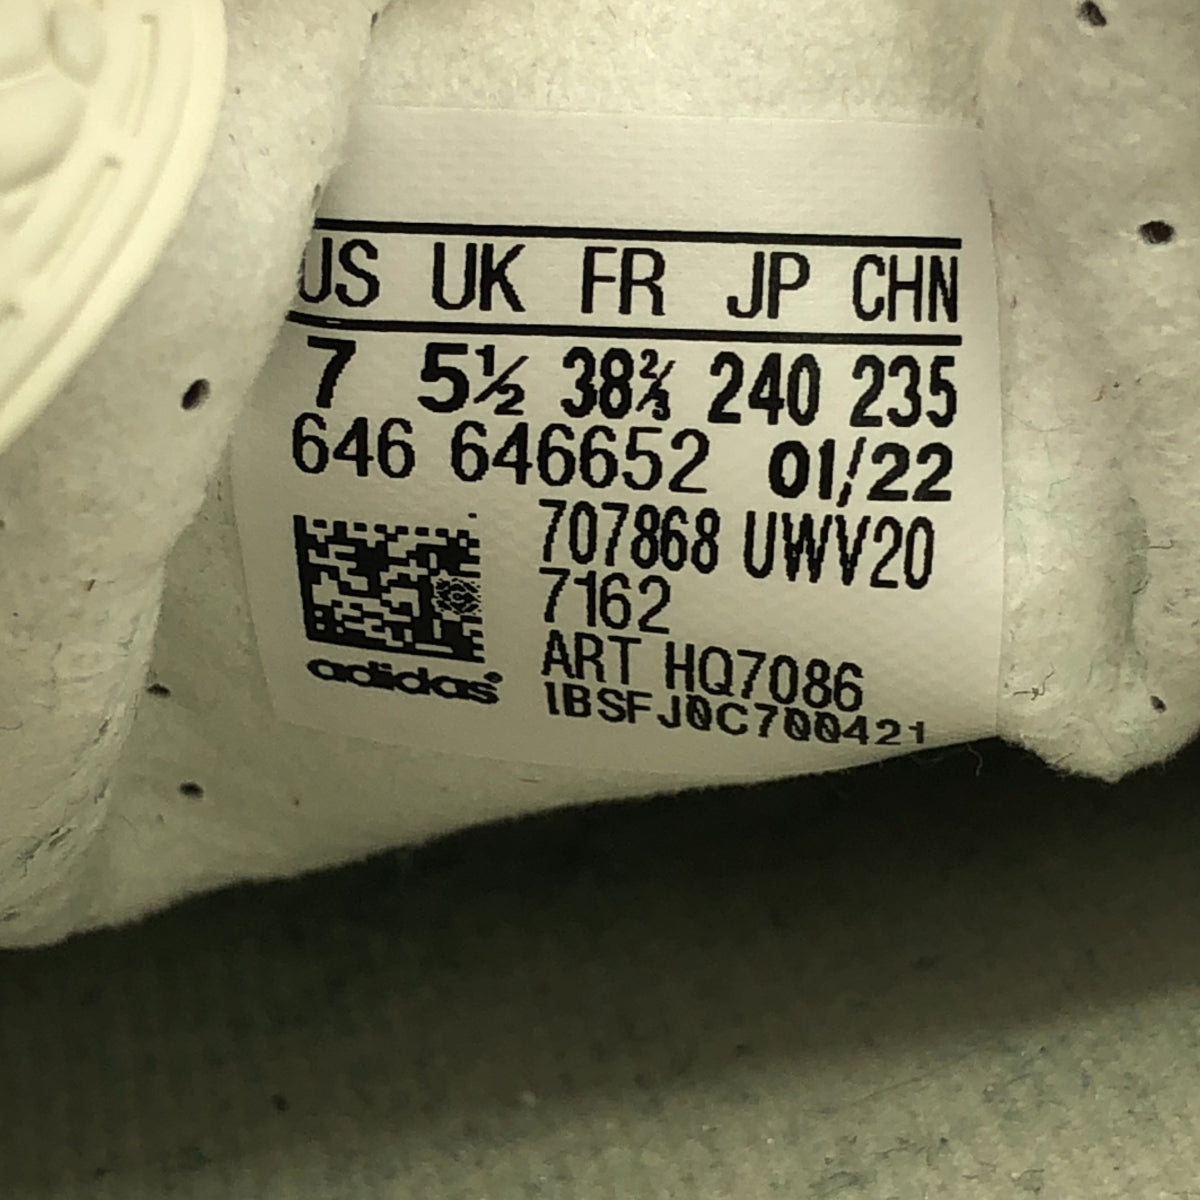 US UK FR JP CHN
7 5½ 38⅔ 240 235
646 646652 01/22
707868 UWV20
7162
ART HQ7086
adidas
1BSFJ0C700421